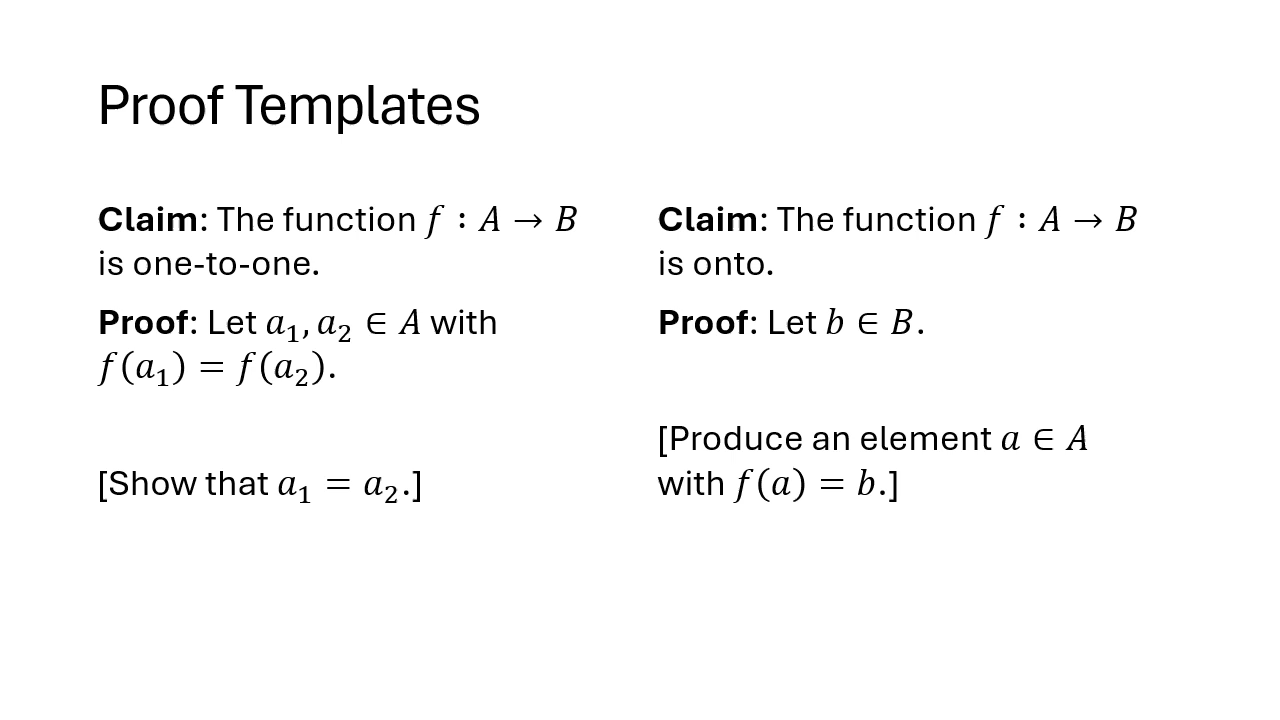 Proof Templates
Claim: The function 𝑓 : 𝐴 → 𝐵
is one-to-one.
Proof: Let 𝑎₁, 𝑎₂ ∈ 𝐴 with
𝑓(𝑎₁) = 𝑓(𝑎₂).
[Show that 𝑎₁ = 𝑎₂.]
Claim: The function 𝑓 : 𝐴 → 𝐵
is onto.
Proof: Let 𝑏 ∈ 𝐵.
[Produce an element 𝑎 ∈ 𝐴
with 𝑓(𝑎) = 𝑏.]